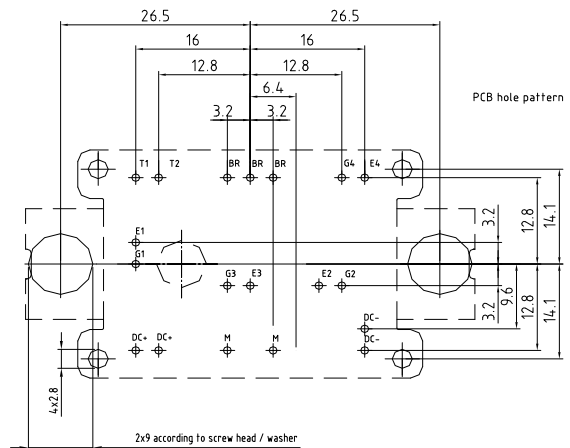 26.5 26.5
16 16
12.8 12.8
6.4
3.2 3.2
PCB hole pattern
T1 T2 BR BR BR G4 E4
E1
G1
G3 E3 E2 G2
DC-
DC+ DC+ M M DC-
3.2 12.8 14.1
3.2 9.6 12.8 14.1
4x2.8
2x9 according to screw head / washer